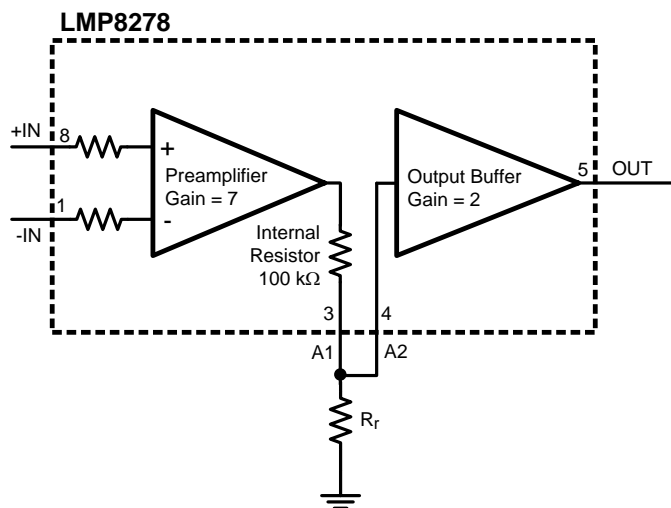 LMP8278
+IN
8
+
Preamplifier
Gain = 7
-
-IN
1
Internal
Resistor
100 kΩ
Output Buffer
Gain = 2
5
OUT
3
4
A1
A2
Rr